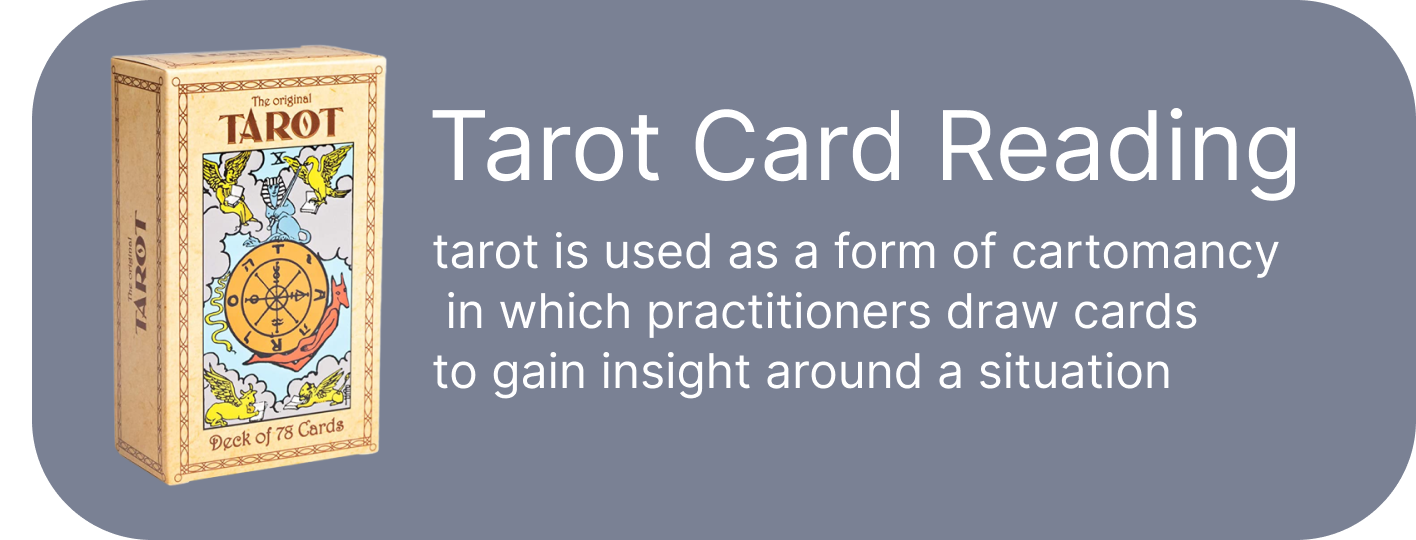 The original
TAROT
X
The original
TAROT
Deck of 78 Cards
Tarot Card Reading
tarot is used as a form of cartomancy
in which practitioners draw cards
to gain insight around a situation